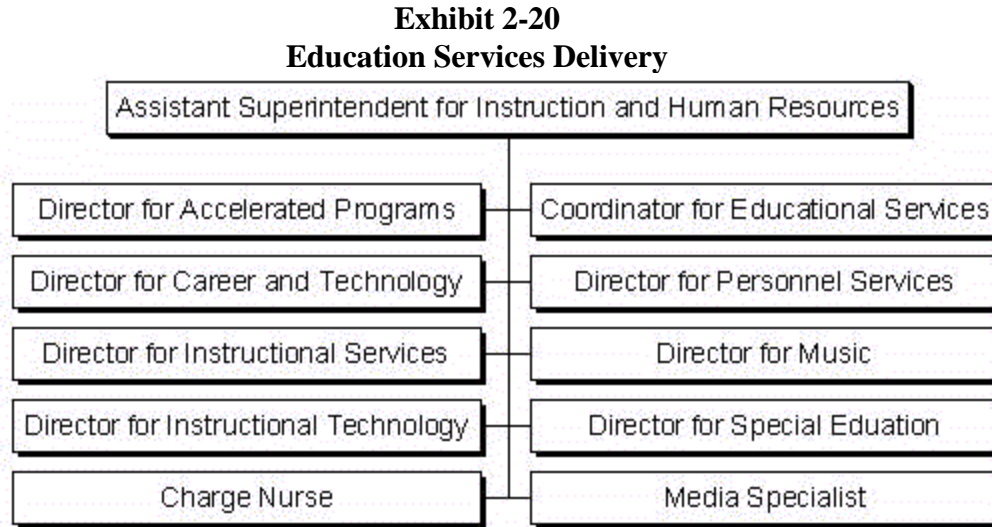 Exhibit 2-20
Education Services Delivery
Assistant Superintendent for Instruction and Human Resources
Director for Accelerated Programs
Coordinator for Educational Services
Director for Career and Technology
Director for Personnel Services
Director for Instructional Services
Director for Music
Director for Instructional Technology
Director for Special Eduation
Charge Nurse
Media Specialist